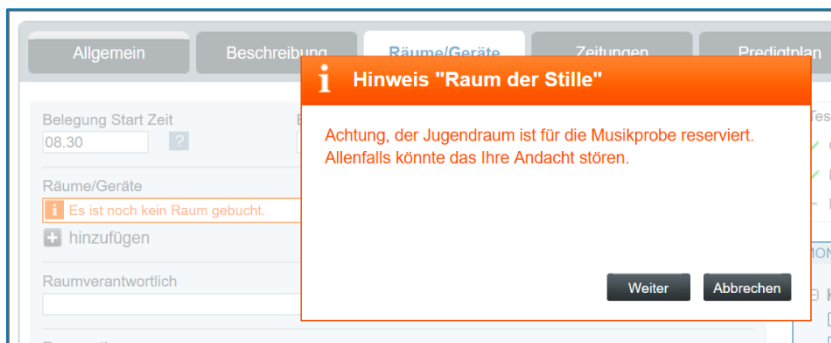 Allgemein
Beschreibung
Räume/Geräte
Zeitungen
Predigtplan
Hinweis "Raum der Stille"
Achtung, der Jugendraum ist für die Musikprobe reserviert.
Allenfalls könnte das Ihre Andacht stören.
Weiter
Abbrechen
Belegung Start Zeit
08.30
?
Räume/Geräte
Es ist noch kein Raum gebucht.
hinzufügen
Raumverantwortlich